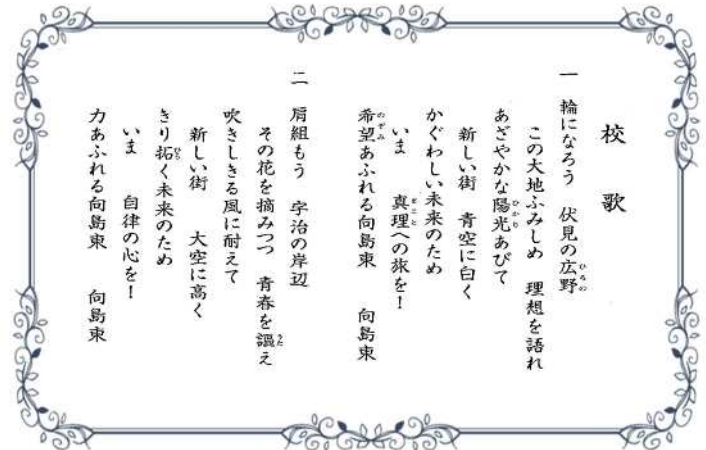 校歌
一 輪になろう 伏見の広野
この大地ふみしめ 理想を語れ
あざやかな陽光あびて
新しい街 青空に白く
かぐわしい未来のため
いま 真理への旅を!
希望あふれる向島東 向島東
二 肩組もう 宇治の岸辺
その花を摘みつつ 青春を謳え
吹きしきる風に耐えて
新しい街 大空に高く
きり拓く未来のため
いま 自律の心を!
力あふれる向島東 向島東